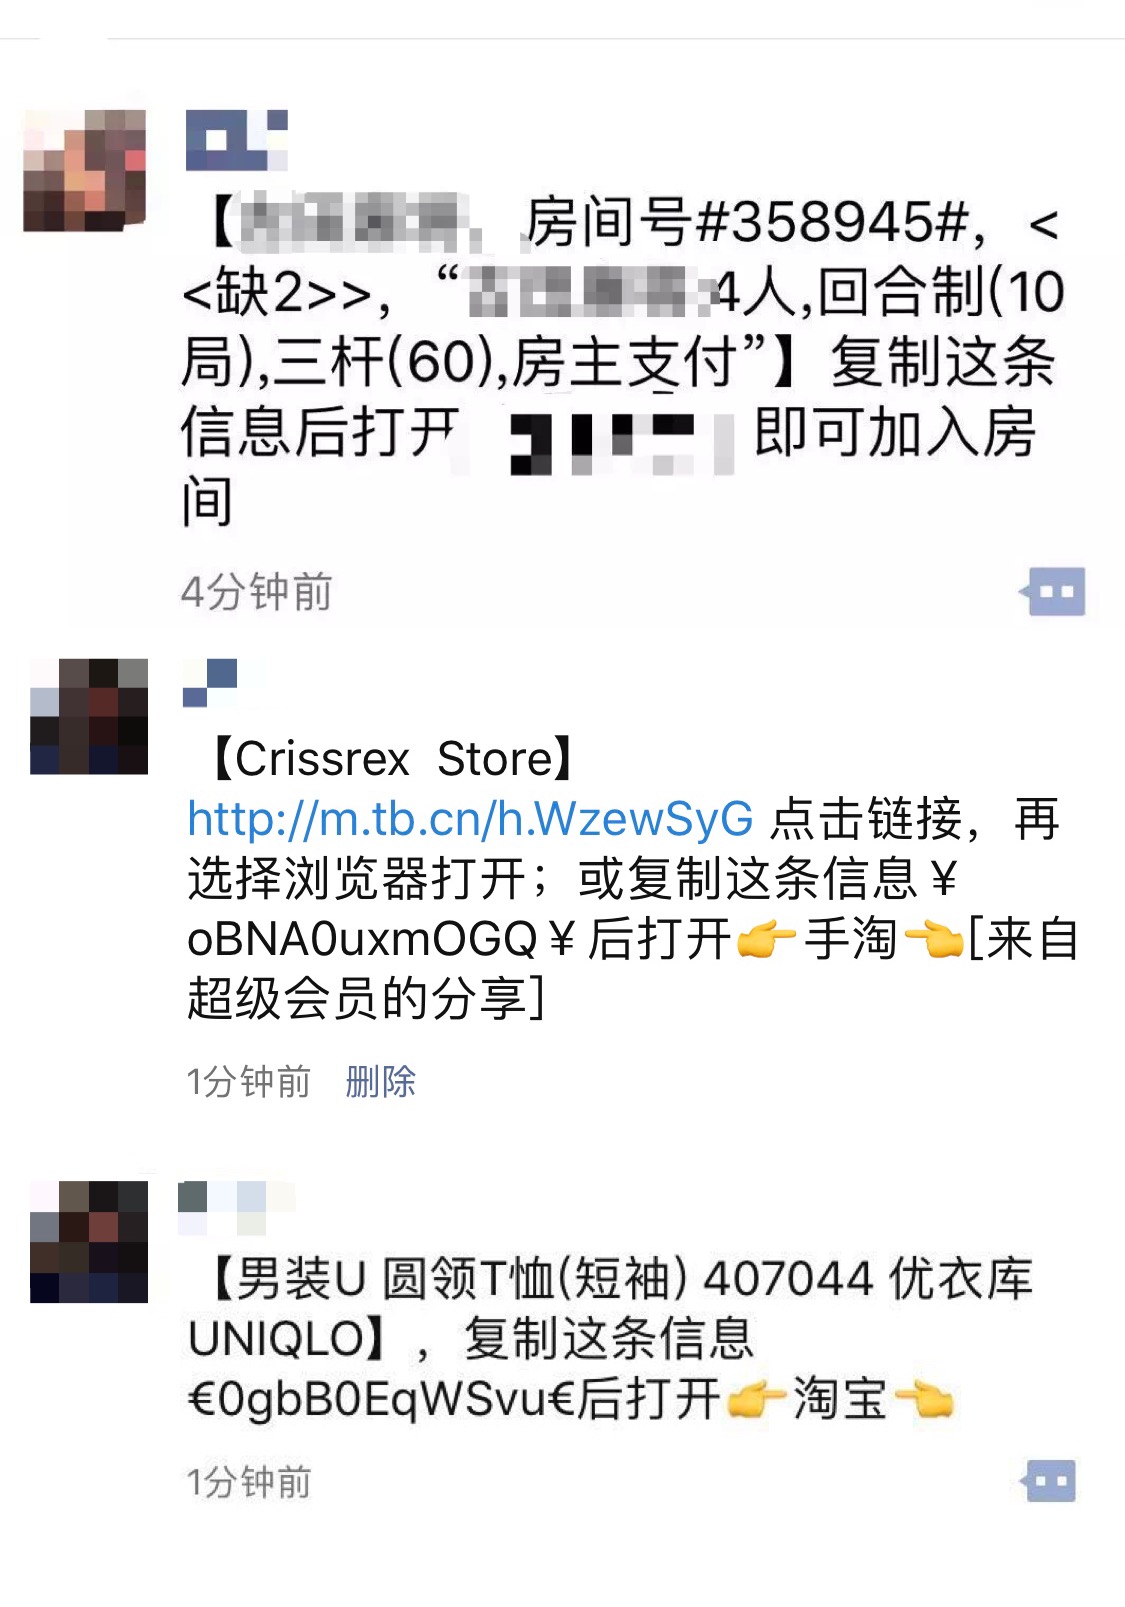 【 房间号#358945#，<
<缺2>>，“ 4人,回合制(10
局),三杆(60),房主支付”】复制这条
信息后打开 即可加入房
间
4分钟前
【Crissrex Store】
http://m.tb.cn/h.WzewSyG 点击链接，再
选择浏览器打开；或复制这条信息￥
oBNA0uxmOGQ￥后打开👉手淘👈[来自
超级会员的分享]
1分钟前 删除
【男装U 圆领T恤(短袖) 407044 优衣库
UNIQLO】，复制这条信息
€0gbB0EqWSvu€后打开👉淘宝👈
1分钟前